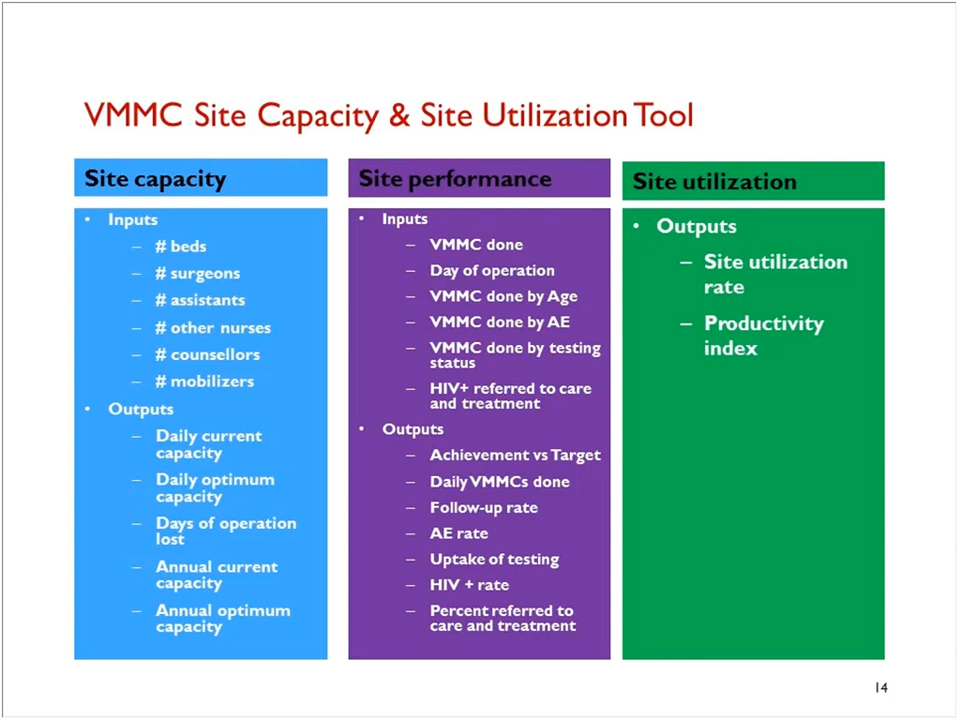 VMMC Site Capacity & Site Utilization Tool
Site capacity
• Inputs
– # beds
– # surgeons
– # assistants
– # other nurses
– # counsellors
– # mobilizers
• Outputs
– Daily current
capacity
– Daily optimum
capacity
– Days of operation
lost
– Annual current
capacity
– Annual optimum
capacity
Site performance
• Inputs
– VMMC done
– Day of operation
– VMMC done by Age
– VMMC done by AE
– VMMC done by testing
status
– HIV+ referred to care
and treatment
• Outputs
– Achievement vs Target
– Daily VMMCs done
– Follow-up rate
– AE rate
– Uptake of testing
– HIV + rate
– Percent referred to
care and treatment
Site utilization
• Outputs
– Site utilization
rate
– Productivity
index
14